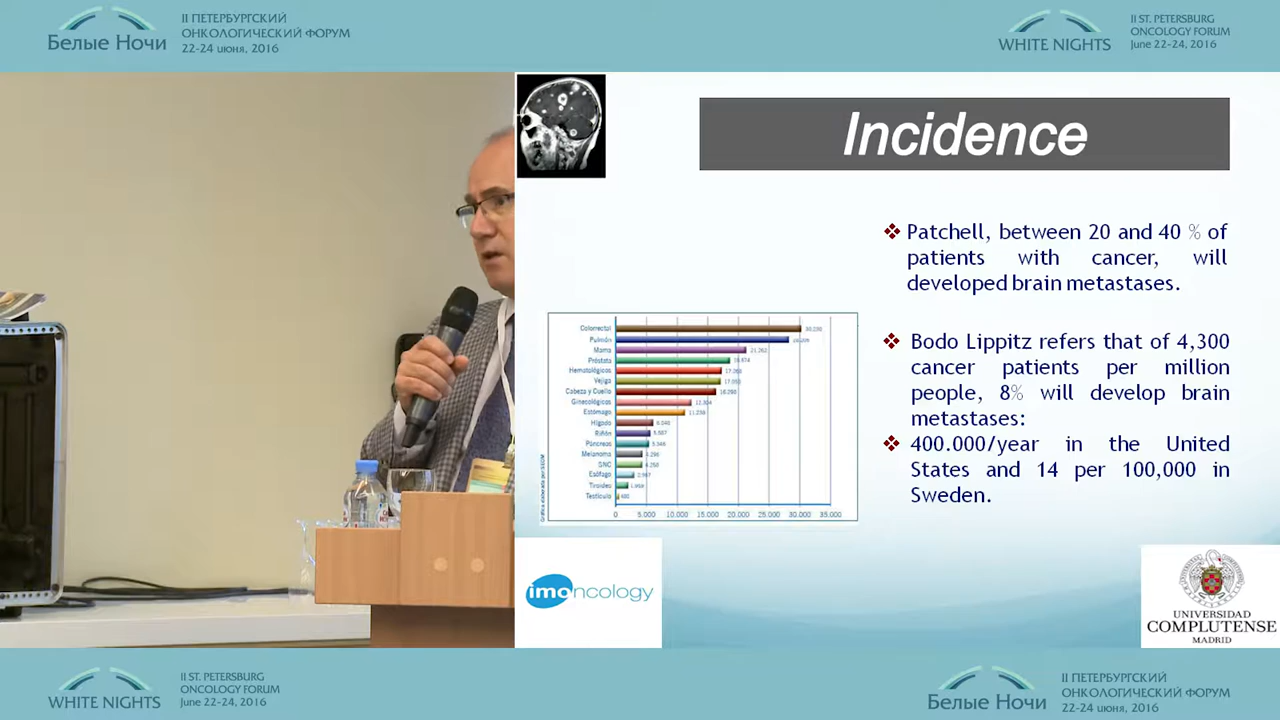 Белые Ночи
II ПЕТЕРБУРГСКИЙ
ОНКОЛОГИЧЕСКИЙ ФОРУМ
22-24 июня, 2016
WHITE NIGHTS
II ST. PETERSBURG
ONCOLOGY FORUM
June 22-24, 2016
Incidence
Patchell, between 20 and 40 % of
patients with cancer, will
developed brain metastases.
Bodo Lippitz refers that of 4,300
cancer patients per million
people, 8% will develop brain
metastases:
400.000/year in the United
States and 14 per 100,000 in
Sweden.
Colorrectal
Pulmón
Mama 21.262
Próstata
Hematológicos
Vejiga
Cabeza y Cuello
Ginecológicos
Estómago
Hígado
Riñón
Páncreas
Melanoma
SNC
Esófago
Tiroides
Testículo
0 5.000 10.000 15.000 20.000 25.000 30.000 35.000
imoncology
UNIVERSIDAD
COMPLUTENSE
MADRID
WHITE NIGHTS
II ST. PETERSBURG
ONCOLOGY FORUM
June 22-24, 2016
Белые Ночи
II ПЕТЕРБУРГСКИЙ
ОНКОЛОГИЧЕСКИЙ ФОРУМ
22-24 июня, 2016